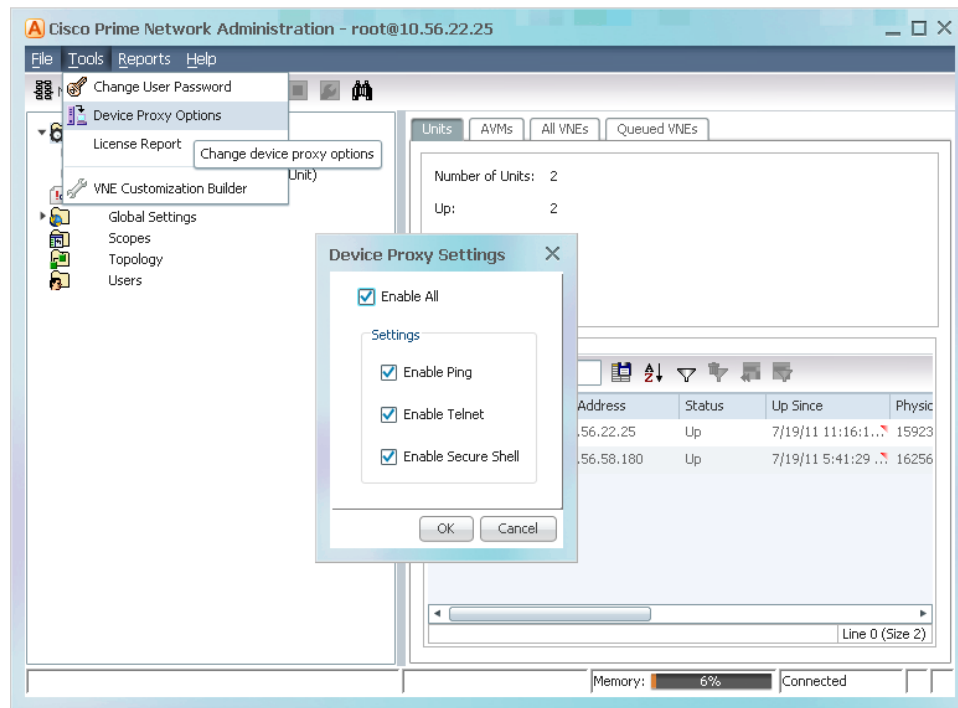 Cisco Prime Network Administration - root@10.56.22.25
File Tools Reports Help
Change User Password
Device Proxy Options
License Report
Change device proxy options
Unit)
VNE Customization Builder
Global Settings
Scopes
Topology
Users
Units AVMs All VNEs Queued VNEs
Number of Units: 2
Up: 2
Device Proxy Settings
Enable All
Settings
Enable Ping
Enable Telnet
Enable Secure Shell
OK Cancel
Address Status Up Since Physic
.56.22.25 Up 7/19/11 11:16:1... 15923
.56.58.180 Up 7/19/11 5:41:29 ... 16256
Line 0 (Size 2)
Memory: 6% Connected